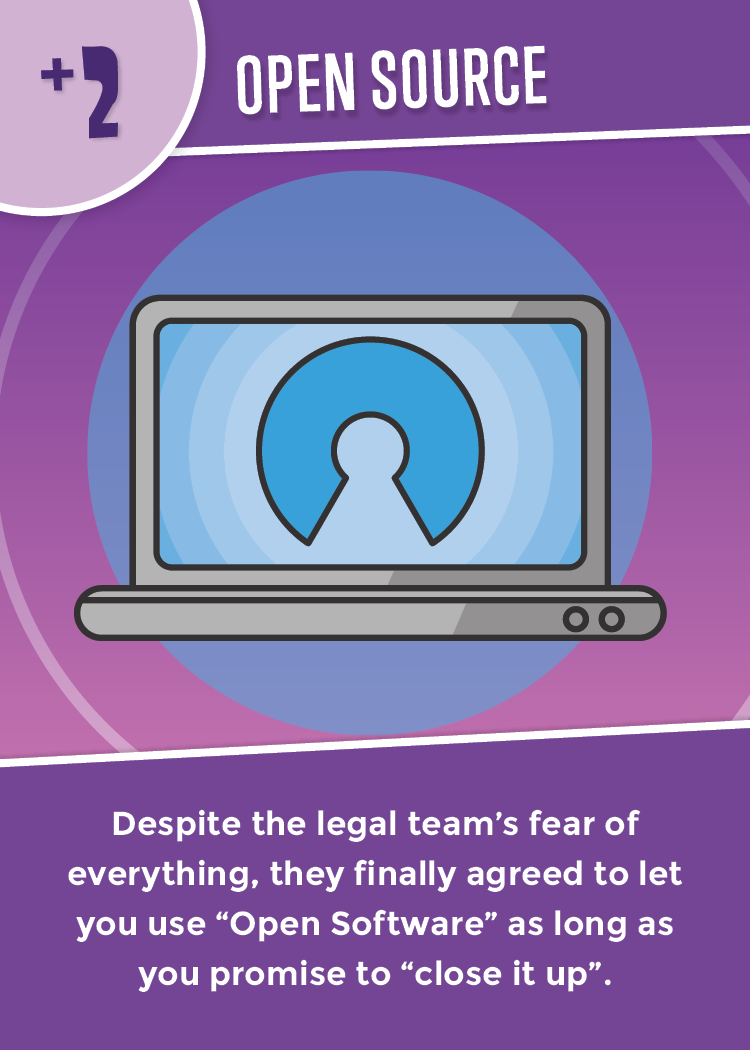 +2
OPEN SOURCE
Despite the legal team’s fear of
everything, they finally agreed to let
you use “Open Software” as long as
you promise to “close it up”.